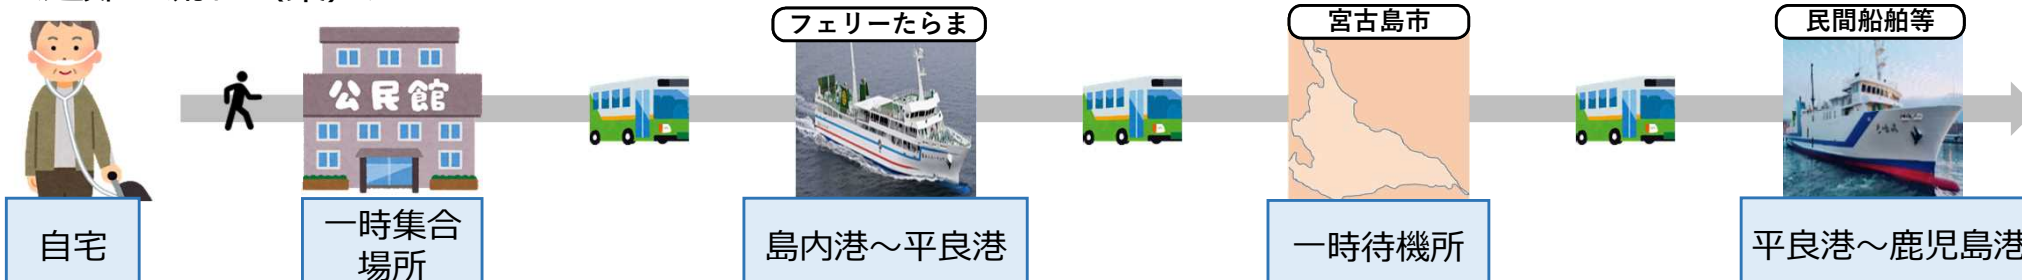 フェリーたらま
宮古島市
民間船舶等
公民館
自宅
一時集合
場所
島内港～平良港
一時待機所
平良港～鹿児島港